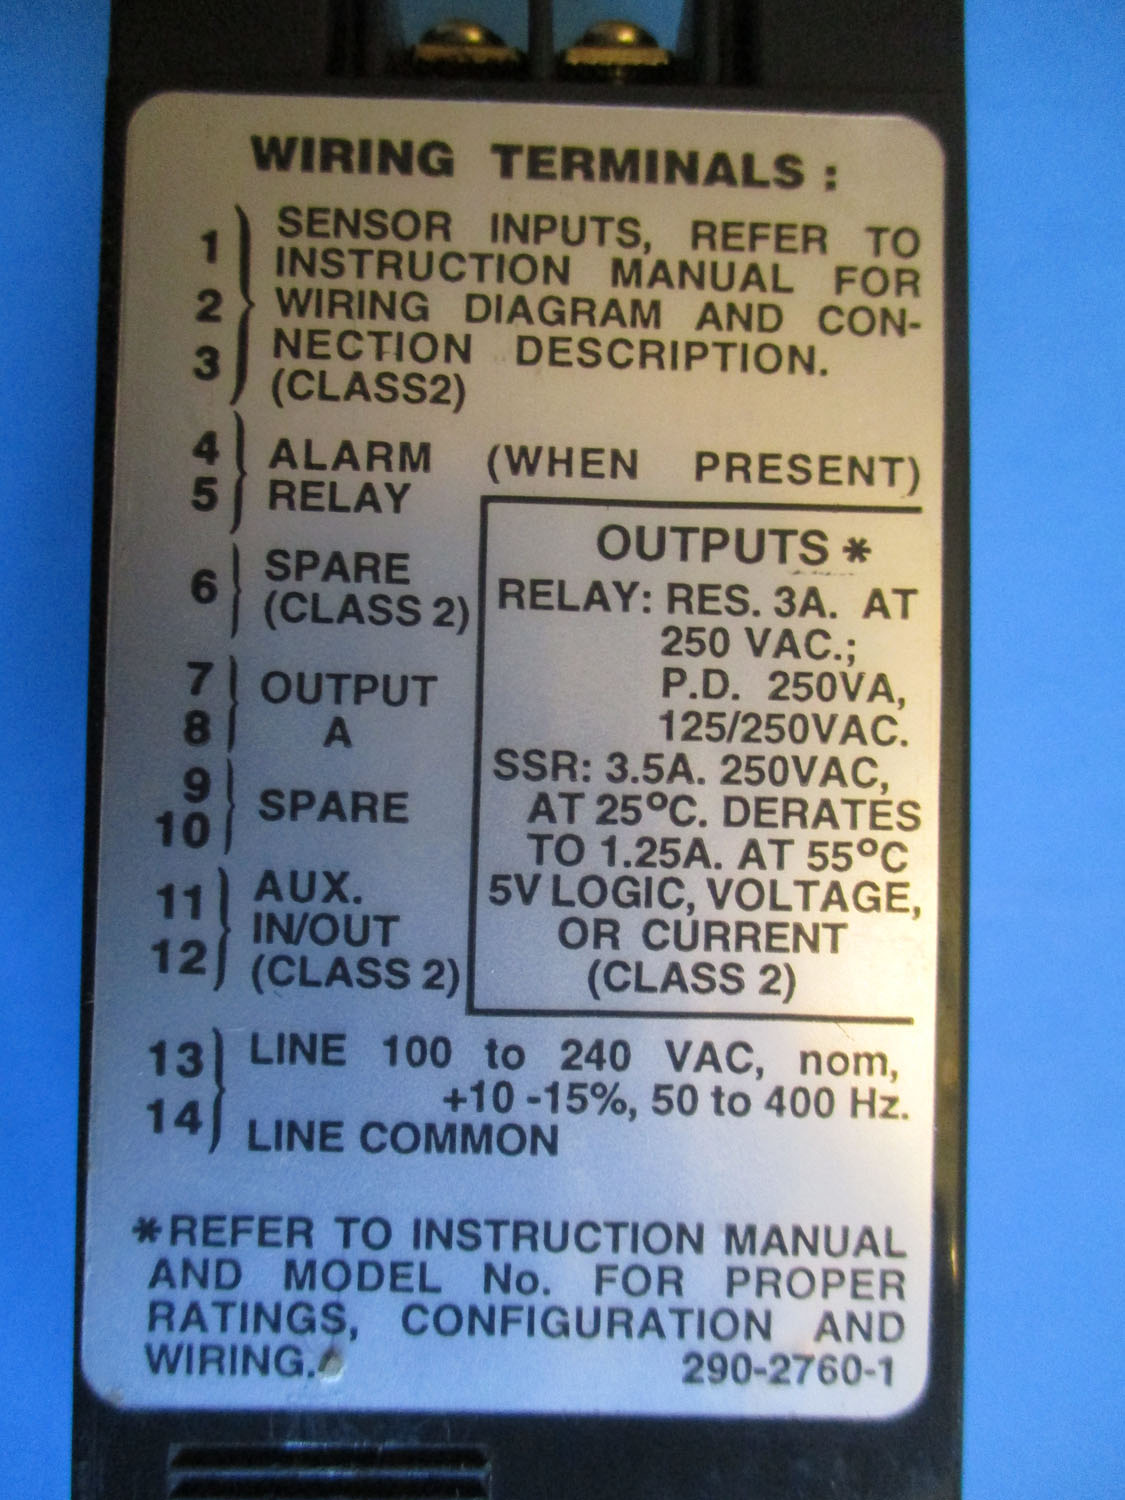 WIRING TERMINALS :
1
2
3
SENSOR INPUTS, REFER TO
INSTRUCTION MANUAL FOR
WIRING DIAGRAM AND CON-
NECTION DESCRIPTION.
(CLASS2)
4
5
ALARM (WHEN PRESENT)
RELAY
6
SPARE
(CLASS 2)
7
8
OUTPUT
A
9
10
SPARE
11
12
AUX.
IN/OUT
(CLASS 2)
OUTPUTS *
RELAY: RES. 3A. AT
250 VAC.;
P.D. 250VA,
125/250VAC.
SSR: 3.5A. 250VAC,
AT 25°C. DERATES
TO 1.25A. AT 55°C
5V LOGIC, VOLTAGE,
OR CURRENT
(CLASS 2)
13
14
LINE 100 to 240 VAC, nom,
+10 -15%, 50 to 400 Hz.
LINE COMMON
*REFER TO INSTRUCTION MANUAL
AND MODEL No. FOR PROPER
RATINGS, CONFIGURATION AND
WIRING. 290-2760-1